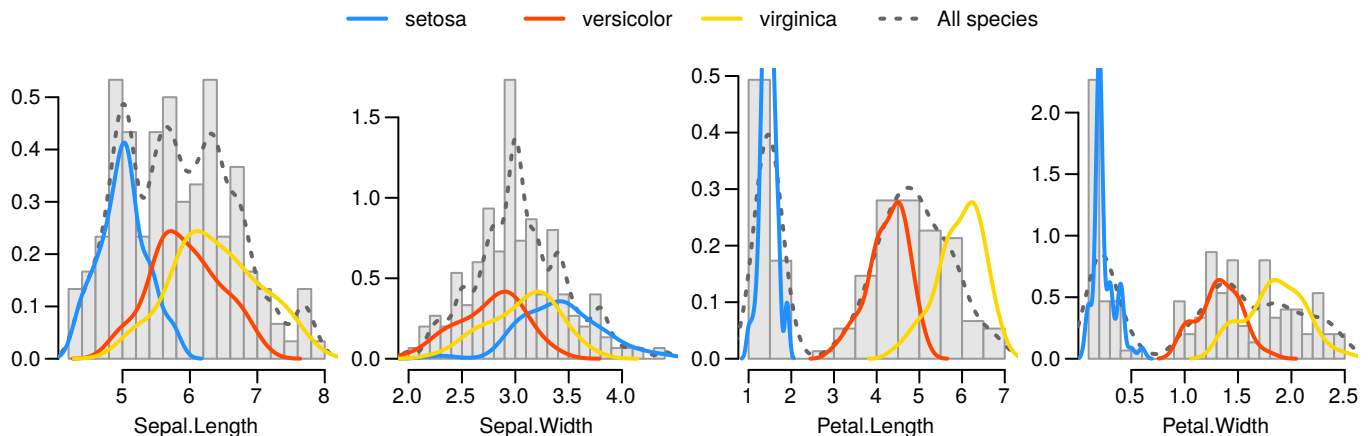 setosa versicolor virginica All species
0.5 0.4 0.3 0.2 0.1 0.0
5 6 7 8
Sepal.Length
1.5 1.0 0.5 0.0
2.0 2.5 3.0 3.5 4.0
Sepal.Width
0.5 0.4 0.3 0.2 0.1 0.0
1 2 3 4 5 6 7
Petal.Length
2.0 1.5 1.0 0.5 0.0
0.5 1.0 1.5 2.0 2.5
Petal.Width